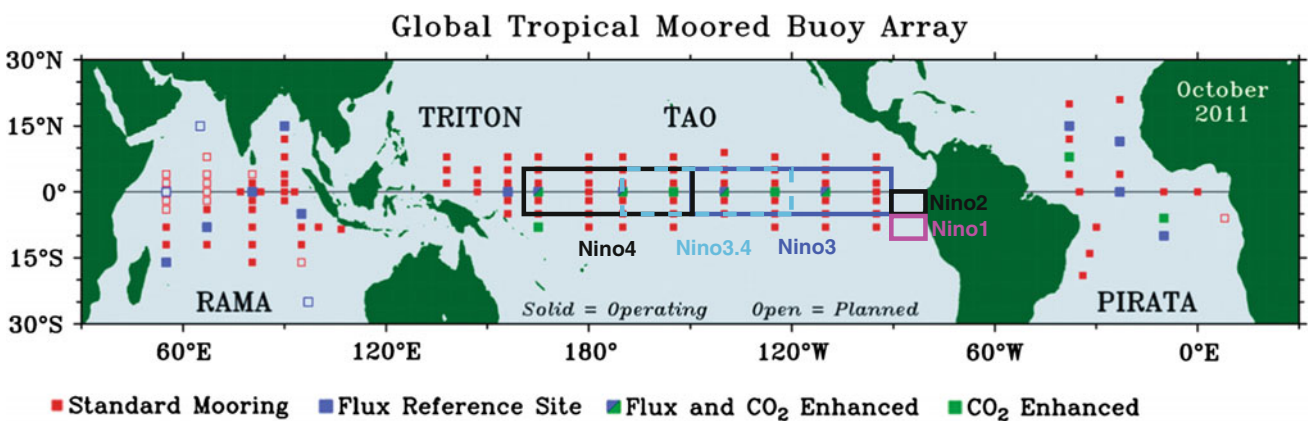 Global Tropical Moored Buoy Array
30°N
15°N
0°
15°S
30°S
TRITON
TAO
October
2011
Nino2
Nino1
Nino4
Nino3.4
Nino3
RAMA
Solid = Operating
Open = Planned
PIRATA
60°E
120°E
180°
120°W
60°W
0°E
Standard Mooring
Flux Reference Site
Flux and CO₂ Enhanced
CO₂ Enhanced